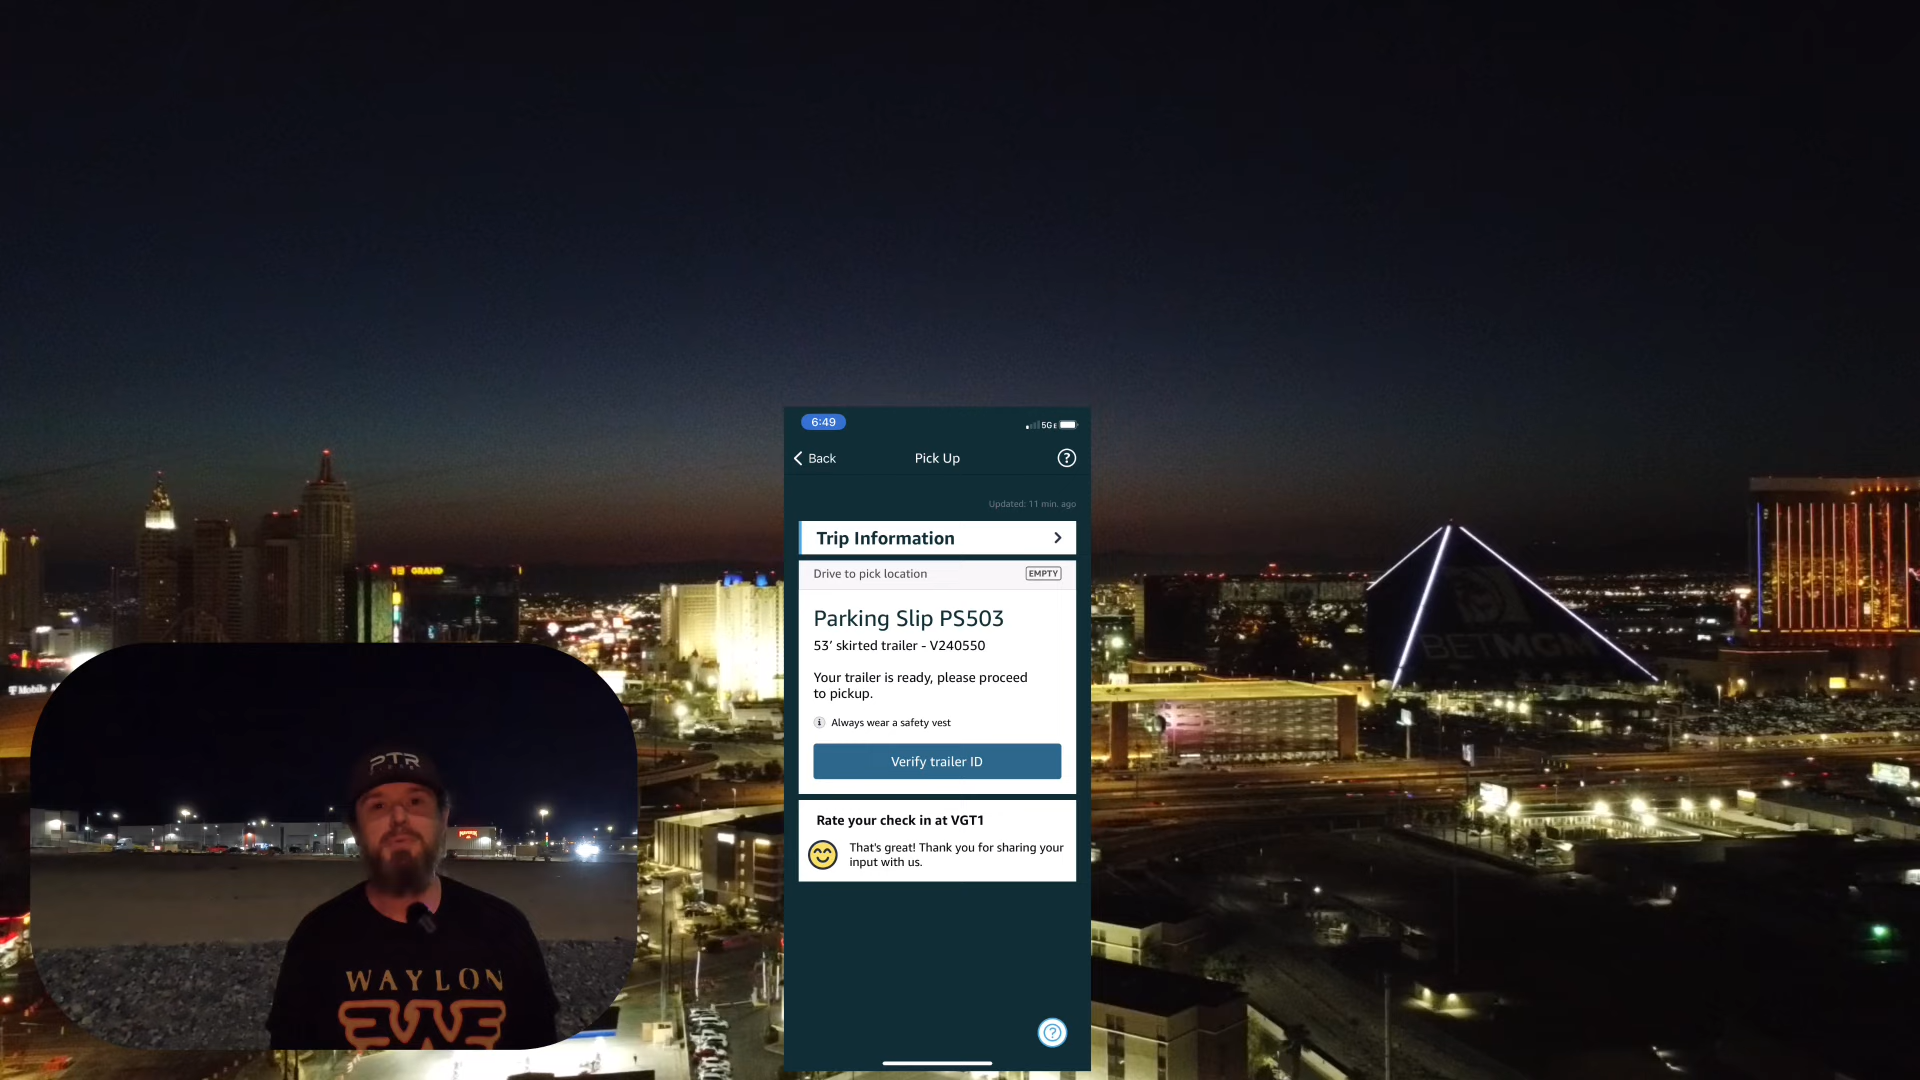 6:49
5GE
Back
Pick Up
?
Updated: 11 min. ago
Trip Information
Drive to pick location
EMPTY
Parking Slip PS503
53’ skirted trailer - V240550
Your trailer is ready, please proceed
to pickup.
Always wear a safety vest
Verify trailer ID
Rate your check in at VGT1
That's great! Thank you for sharing your
input with us.
?
GRAND
BETMGM
T Mobile
PTR
WAYLON